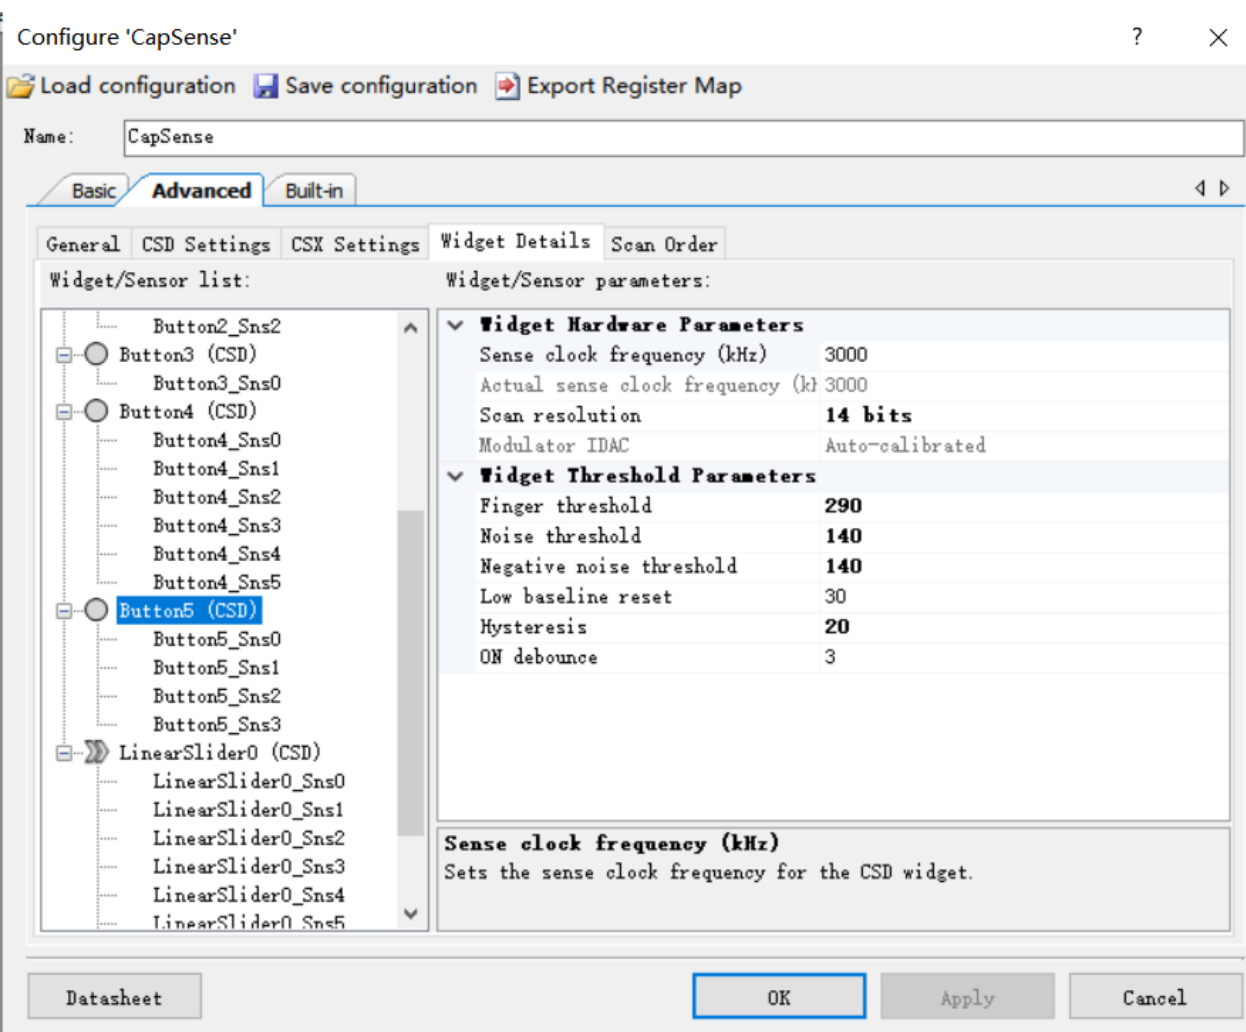 Configure 'CapSense'
?
Load configuration Save configuration Export Register Map
Name: CapSense
Basic Advanced Built-in
General CSD Settings CSX Settings Widget Details Scan Order
Widget/Sensor list:
Button2_Sns2
Button3 (CSD)
Button3_Sns0
Button4 (CSD)
Button4_Sns0
Button4_Sns1
Button4_Sns2
Button4_Sns3
Button4_Sns4
Button4_Sns5
Button5 (CSD)
Button5_Sns0
Button5_Sns1
Button5_Sns2
Button5_Sns3
LinearSlider0 (CSD)
LinearSlider0_Sns0
LinearSlider0_Sns1
LinearSlider0_Sns2
LinearSlider0_Sns3
LinearSlider0_Sns4
LinearSlider0_Sns5
Widget/Sensor parameters:
Widget Hardware Parameters
Sense clock frequency (kHz) 3000
Actual sense clock frequency (kH 3000
Scan resolution 14 bits
Modulator IDAC Auto-calibrated
Widget Threshold Parameters
Finger threshold 290
Noise threshold 140
Negative noise threshold 140
Low baseline reset 30
Hysteresis 20
ON debounce 3
Sense clock frequency (kHz)
Sets the sense clock frequency for the CSD widget.
Datasheet OK Apply Cancel